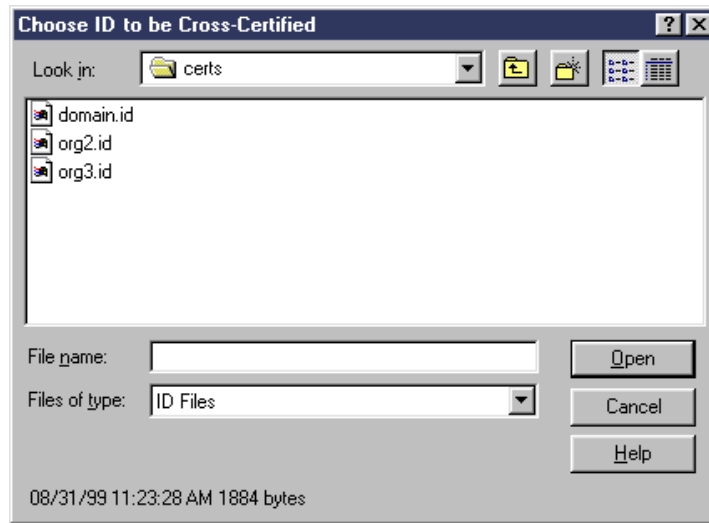 Choose ID to be Cross-Certified
Look in: certs
domain.id
org2.id
org3.id
File name: Open
Files of type: ID Files Cancel
Help
08/31/99 11:23:28 AM 1884 bytes